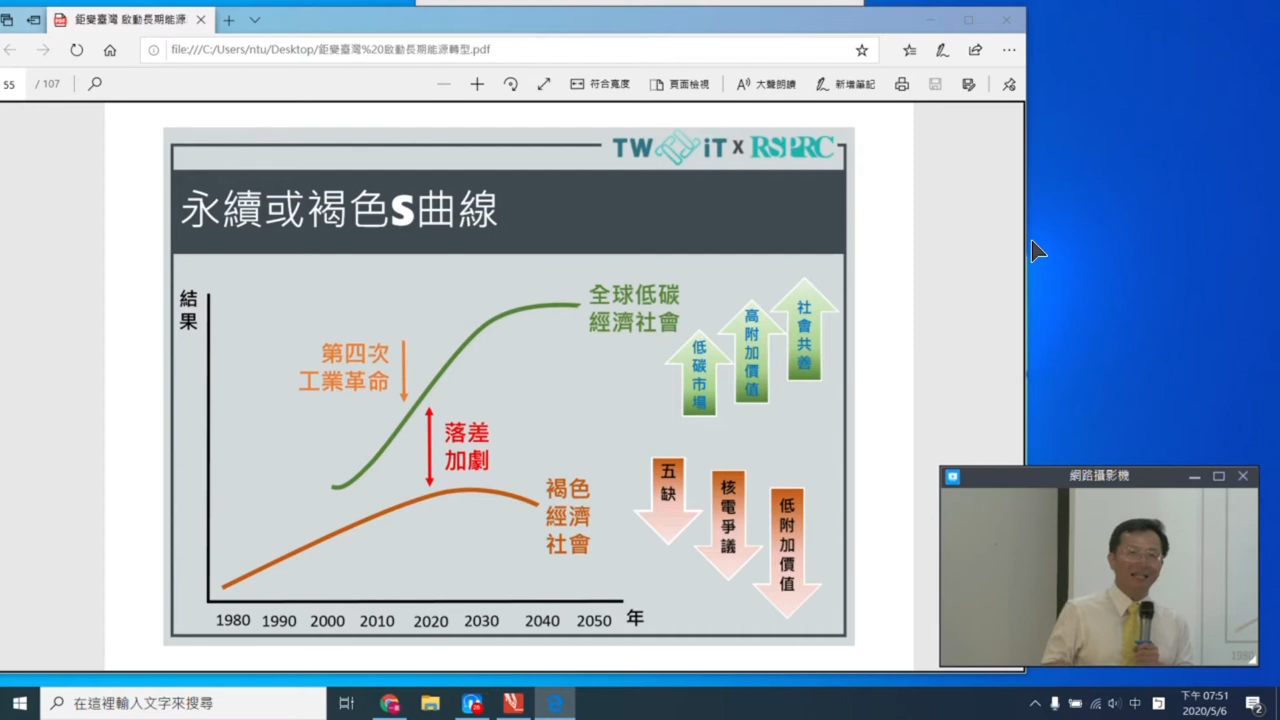 鉅變臺灣 啟動長期能源
file:///C:/Users/ntu/Desktop/鉅變臺灣%20啟動長期能源轉型.pdf
55 / 107
符合寬度
頁面檢視
大聲朗讀
新增筆記
TW iT x RSPRC
永續或褐色S曲線
結果
全球低碳
經濟社會
第四次
工業革命
落差
加劇
褐色
經濟
社會
低碳市場
高附加價值
社會共善
五缺
核電爭議
低附加價值
1980 1990 2000 2010 2020 2030 2040 2050 年
網路攝影機
1980
在這裡輸入文字來搜尋
中
下午 07:51
2020/5/6
2